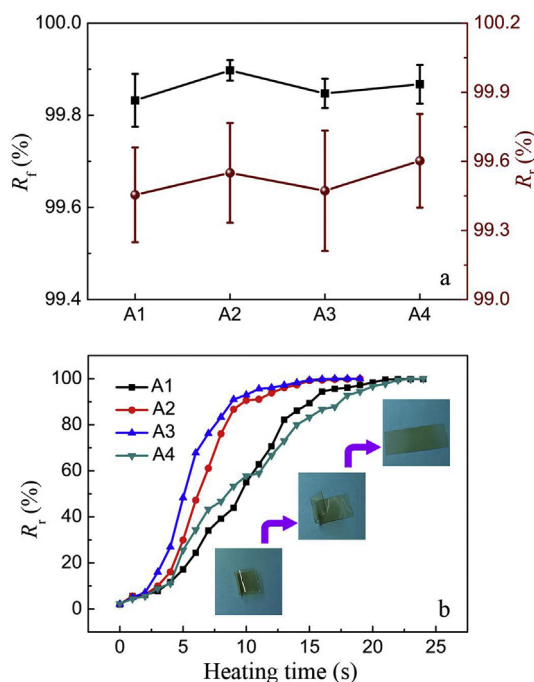 100.0
99.8
99.6
99.4
R_f (%)
100.2
99.9
99.6
99.3
99.0
R_r (%)
A1 A2 A3 A4
a
100
80
60
40
20
0
R_r (%)
A1
A2
A3
A4
b
0 5 10 15 20 25
Heating time (s)